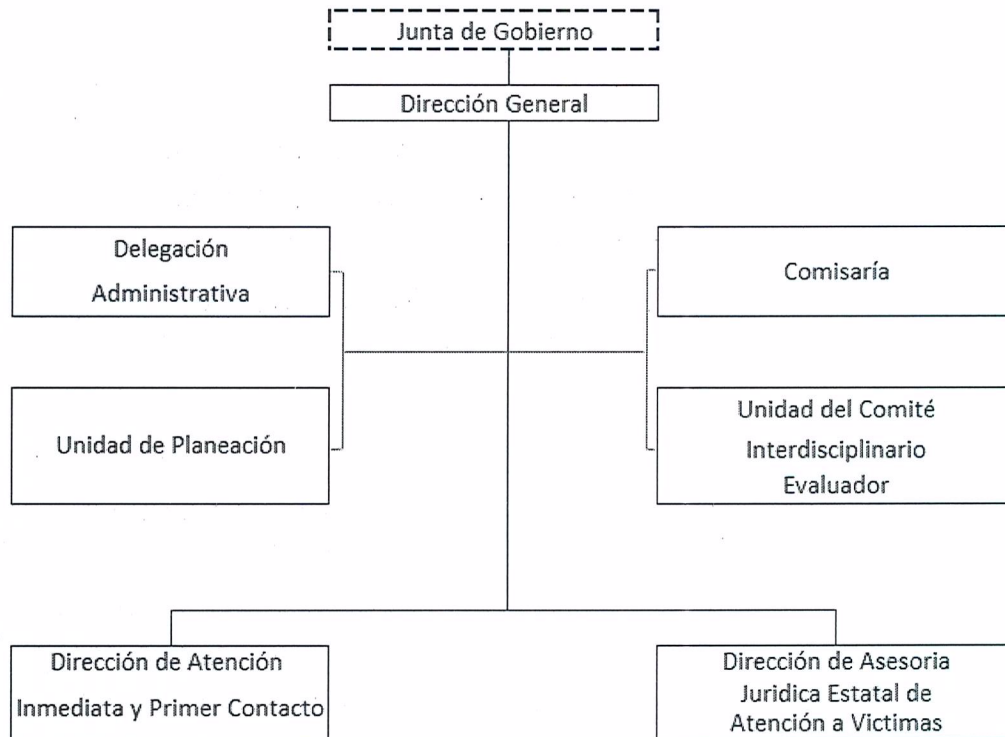 Junta de Gobierno
Dirección General
Delegación
Administrativa
Comisaría
Unidad de Planeación
Unidad del Comité
Interdisciplinario
Evaluador
Dirección de Atención
Inmediata y Primer Contacto
Dirección de Asesoria
Juridica Estatal de
Atención a Victimas